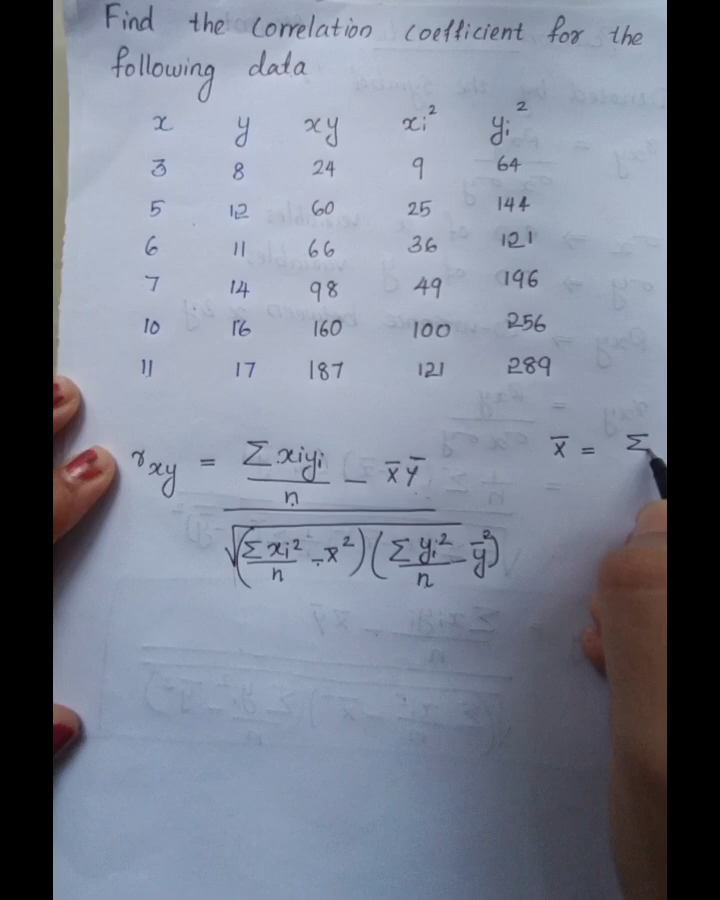 Find the correlation coefficient for the
following data
x y xy xi² yi²
3 8 24 9 64
5 12 60 25 144
6 11 66 36 121
7 14 98 49 196
10 16 160 100 256
11 17 187 121 289
rxy = Σxiyi/n - x̄ȳ / √(Σxi²/n - x̄²)(Σyi²/n - ȳ²)
x̄ = Σ